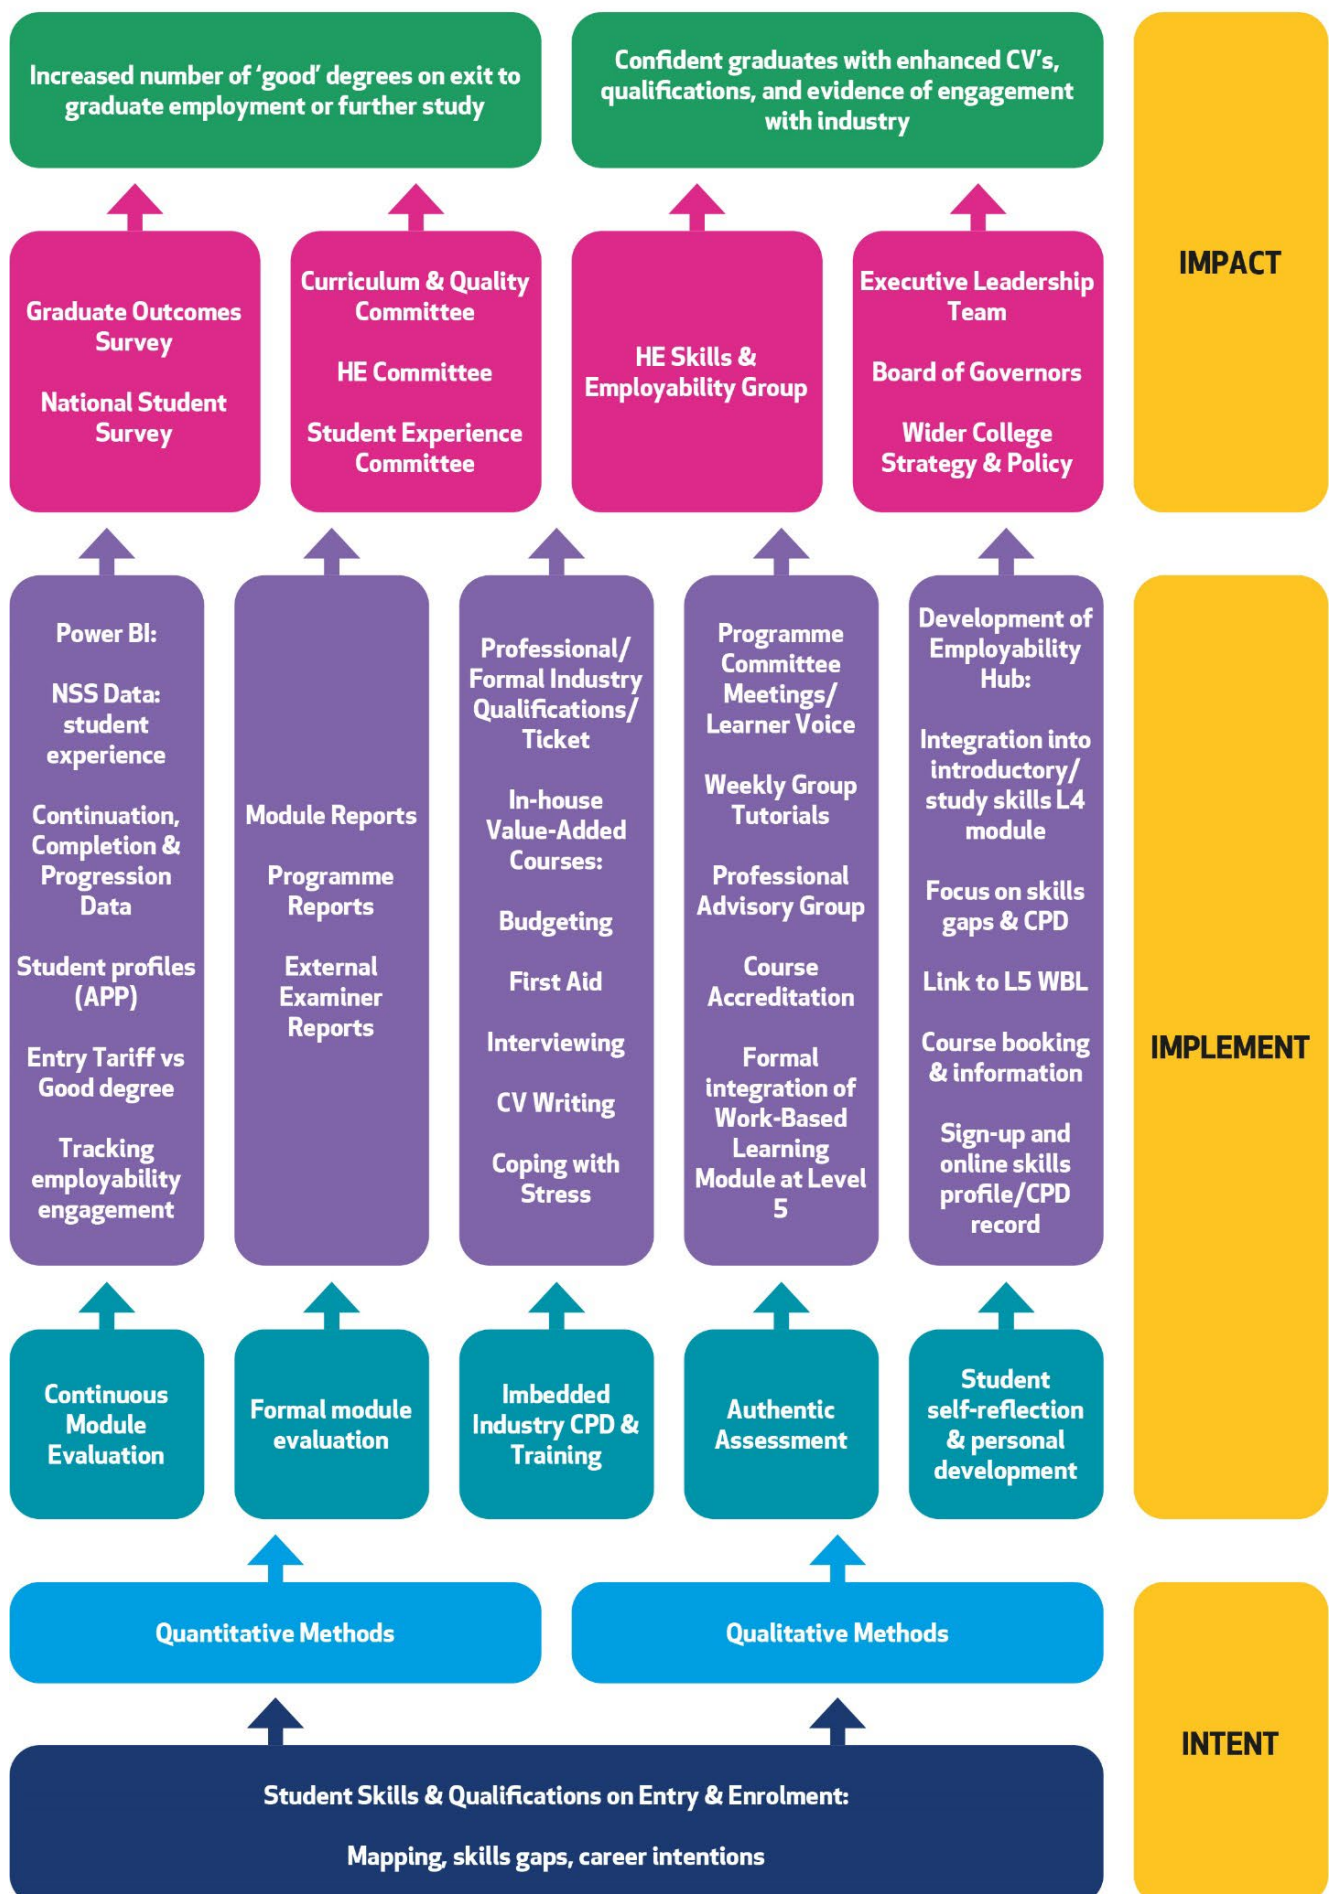 Increased number of ‘good’ degrees on exit to
graduate employment or further study
Confident graduates with enhanced CV’s,
qualifications, and evidence of engagement
with industry
IMPACT
Graduate Outcomes
Survey
National Student
Survey
Curriculum & Quality
Committee
HE Committee
Student Experience
Committee
HE Skills &
Employability Group
Executive Leadership
Team
Board of Governors
Wider College
Strategy & Policy
Power BI:
NSS Data:
student
experience
Continuation,
Completion &
Progression
Data
Student profiles
(APP)
Entry Tariff vs
Good degree
Tracking
employability
engagement
Module Reports
Programme
Reports
External
Examiner
Reports
Professional/
Formal Industry
Qualifications/
Ticket
In-house
Value-Added
Courses:
Budgeting
First Aid
Interviewing
CV Writing
Coping with
Stress
Programme
Committee
Meetings/
Learner Voice
Weekly Group
Tutorials
Professional
Advisory Group
Course
Accreditation
Formal
integration of
Work-Based
Learning
Module at Level
5
Development of
Employability
Hub:
Integration into
introductory/
study skills L4
module
Focus on skills
gaps & CPD
Link to L5 WBL
Course booking
& information
Sign-up and
online skills
profile/CPD
record
IMPLEMENT
Continuous
Module
Evaluation
Formal module
evaluation
Imbedded
Industry CPD &
Training
Authentic
Assessment
Student
self-reflection
& personal
development
Quantitative Methods
Qualitative Methods
INTENT
Student Skills & Qualifications on Entry & Enrolment:
Mapping, skills gaps, career intentions